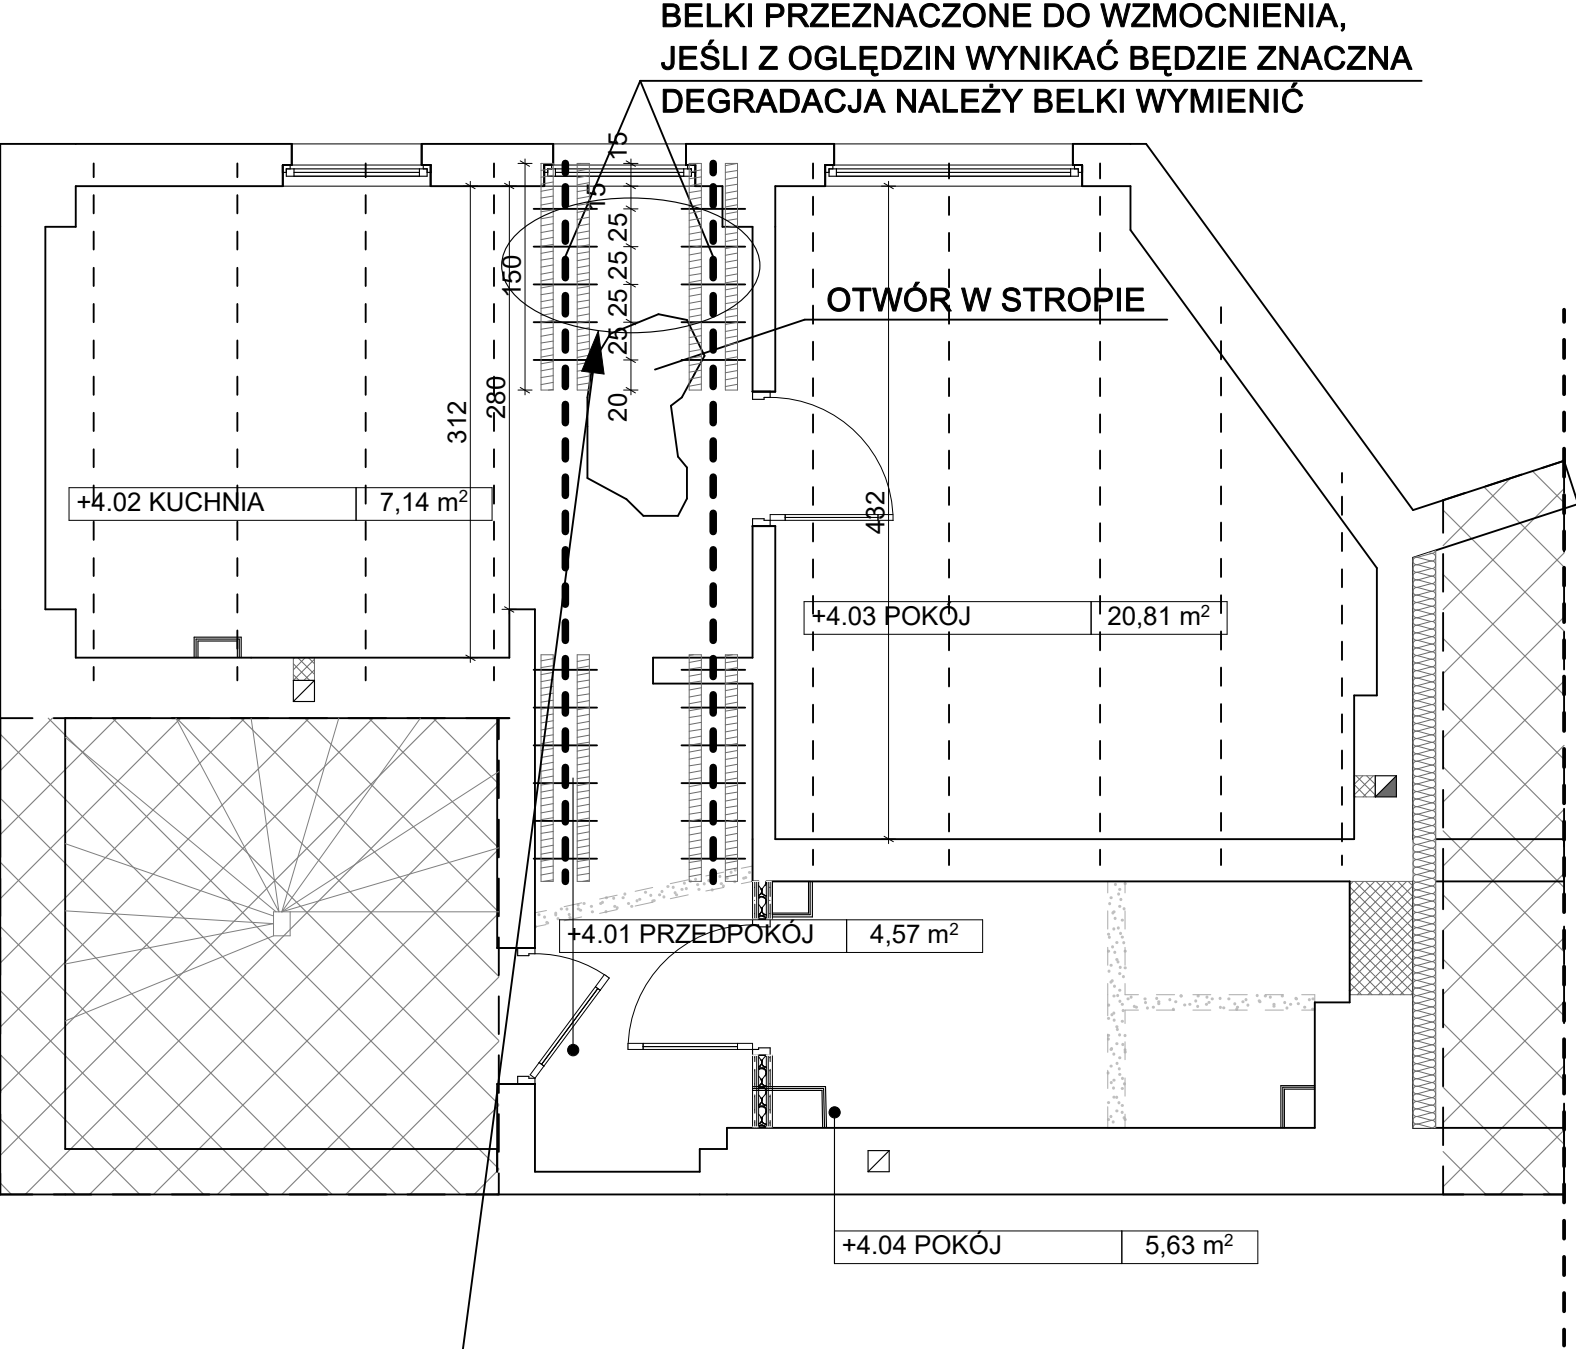 BELKI PRZEZNACZONE DO WZMOCNIENIA,
JEŚLI Z OGLĘDZIN WYNIKAĆ BĘDZIE ZNACZNA
DEGRADACJA NALEŻY BELKI WYMIENIĆ
15
15
25
25
25
25
20
150
OTWÓR W STROPIE
312
280
432
+4.02 KUCHNIA 7,14 m²
+4.03 POKÓJ 20,81 m²
+4.01 PRZEDPOKÓJ 4,57 m²
+4.04 POKÓJ 5,63 m²